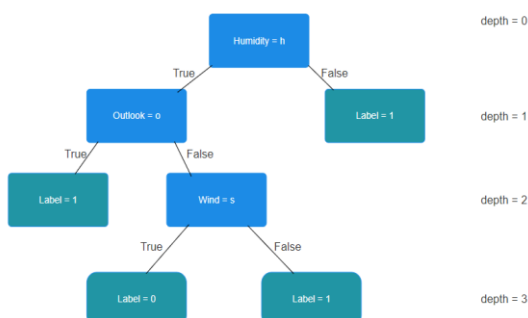 depth = 0
Humidity = h
True
False
Outlook = o
Label = 1
depth = 1
True
False
Label = 1
Wind = s
depth = 2
True
False
Label = 0
Label = 1
depth = 3